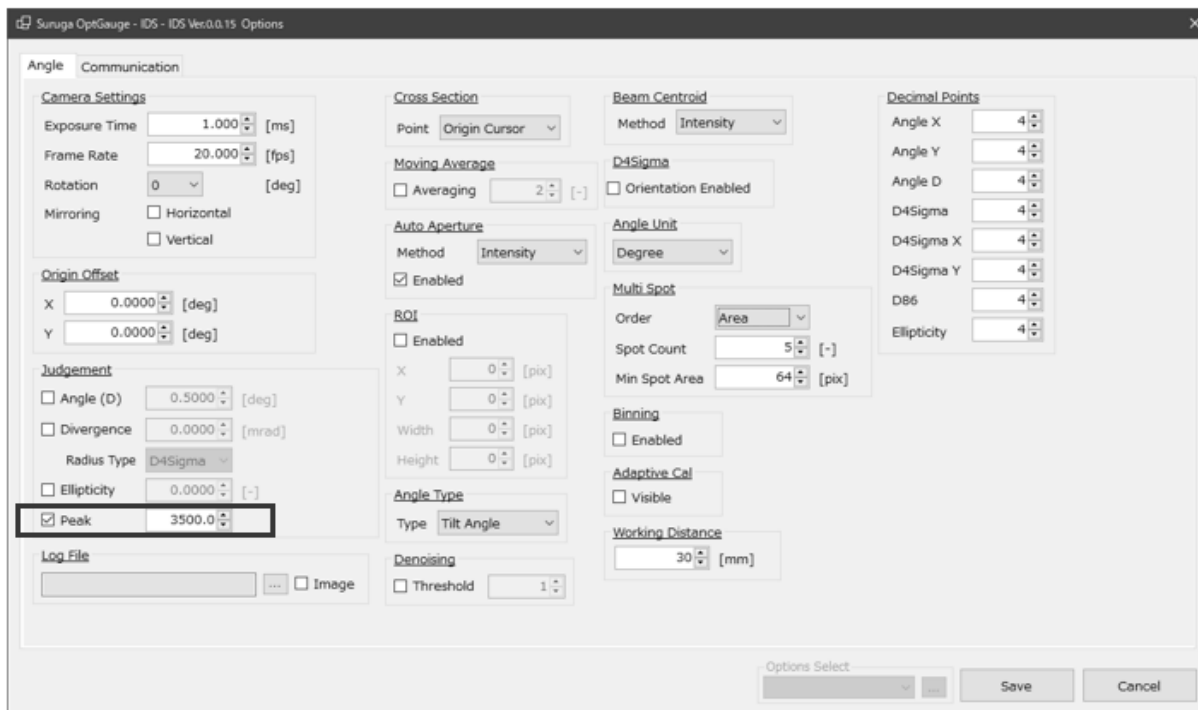 Suruga OptGauge - IDS - IDS Ver.0.0.15 Options
Angle
Communication
Camera Settings
Exposure Time 1.000 [ms]
Frame Rate 20.000 [fps]
Rotation 0 [deg]
Mirroring Horizontal
Vertical
Origin Offset
X 0.0000 [deg]
Y 0.0000 [deg]
Judgement
Angle (D) 0.5000 [deg]
Divergence 0.0000 [mrad]
Radius Type D4Sigma
Ellipticity 0.0000 [-]
Peak 3500.0
Log File
... Image
Cross Section
Point Origin Cursor
Moving Average
Averaging 2 [-]
Auto Aperture
Method Intensity
Enabled
ROI
Enabled
X 0 [pix]
Y 0 [pix]
Width 0 [pix]
Height 0 [pix]
Angle Type
Type Tilt Angle
Denoising
Threshold 1
Beam Centroid
Method Intensity
D4Sigma
Orientation Enabled
Angle Unit
Degree
Multi Spot
Order Area
Spot Count 5 [-]
Min Spot Area 64 [pix]
Binning
Enabled
Adaptive Cal
Visible
Working Distance
30 [mm]
Decimal Points
Angle X 4
Angle Y 4
Angle D 4
D4Sigma 4
D4Sigma X 4
D4Sigma Y 4
D86 4
Ellipticity 4
Options Select
...
Save
Cancel